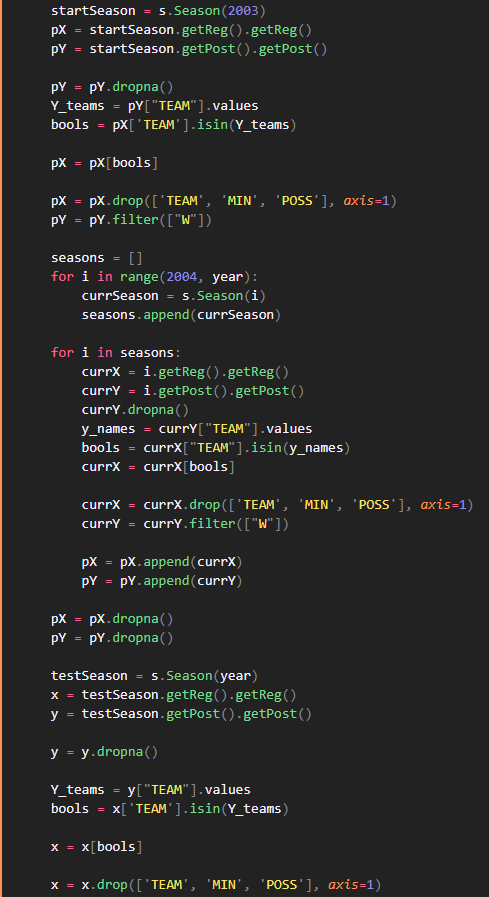 startSeason = s.Season(2003)
pX = startSeason.getReg().getReg()
pY = startSeason.getPost().getPost()
pY = pY.dropna()
Y_teams = pY["TEAM"].values
bools = pX['TEAM'].isin(Y_teams)
pX = pX[bools]
pX = pX.drop(['TEAM', 'MIN', 'POSS'], axis=1)
pY = pY.filter(["W"])
seasons = []
for i in range(2004, year):
    currSeason = s.Season(i)
    seasons.append(currSeason)
for i in seasons:
    currX = i.getReg().getReg()
    currY = i.getPost().getPost()
    currY.dropna()
    y_names = currY["TEAM"].values
    bools = currX["TEAM"].isin(y_names)
    currX = currX[bools]
    currX = currX.drop(['TEAM', 'MIN', 'POSS'], axis=1)
    currY = currY.filter(["W"])
    pX = pX.append(currX)
    pY = pY.append(currY)
pX = pX.dropna()
pY = pY.dropna()
testSeason = s.Season(year)
x = testSeason.getReg().getReg()
y = testSeason.getPost().getPost()
y = y.dropna()
Y_teams = y["TEAM"].values
bools = x['TEAM'].isin(Y_teams)
x = x[bools]
x = x.drop(['TEAM', 'MIN', 'POSS'], axis=1)